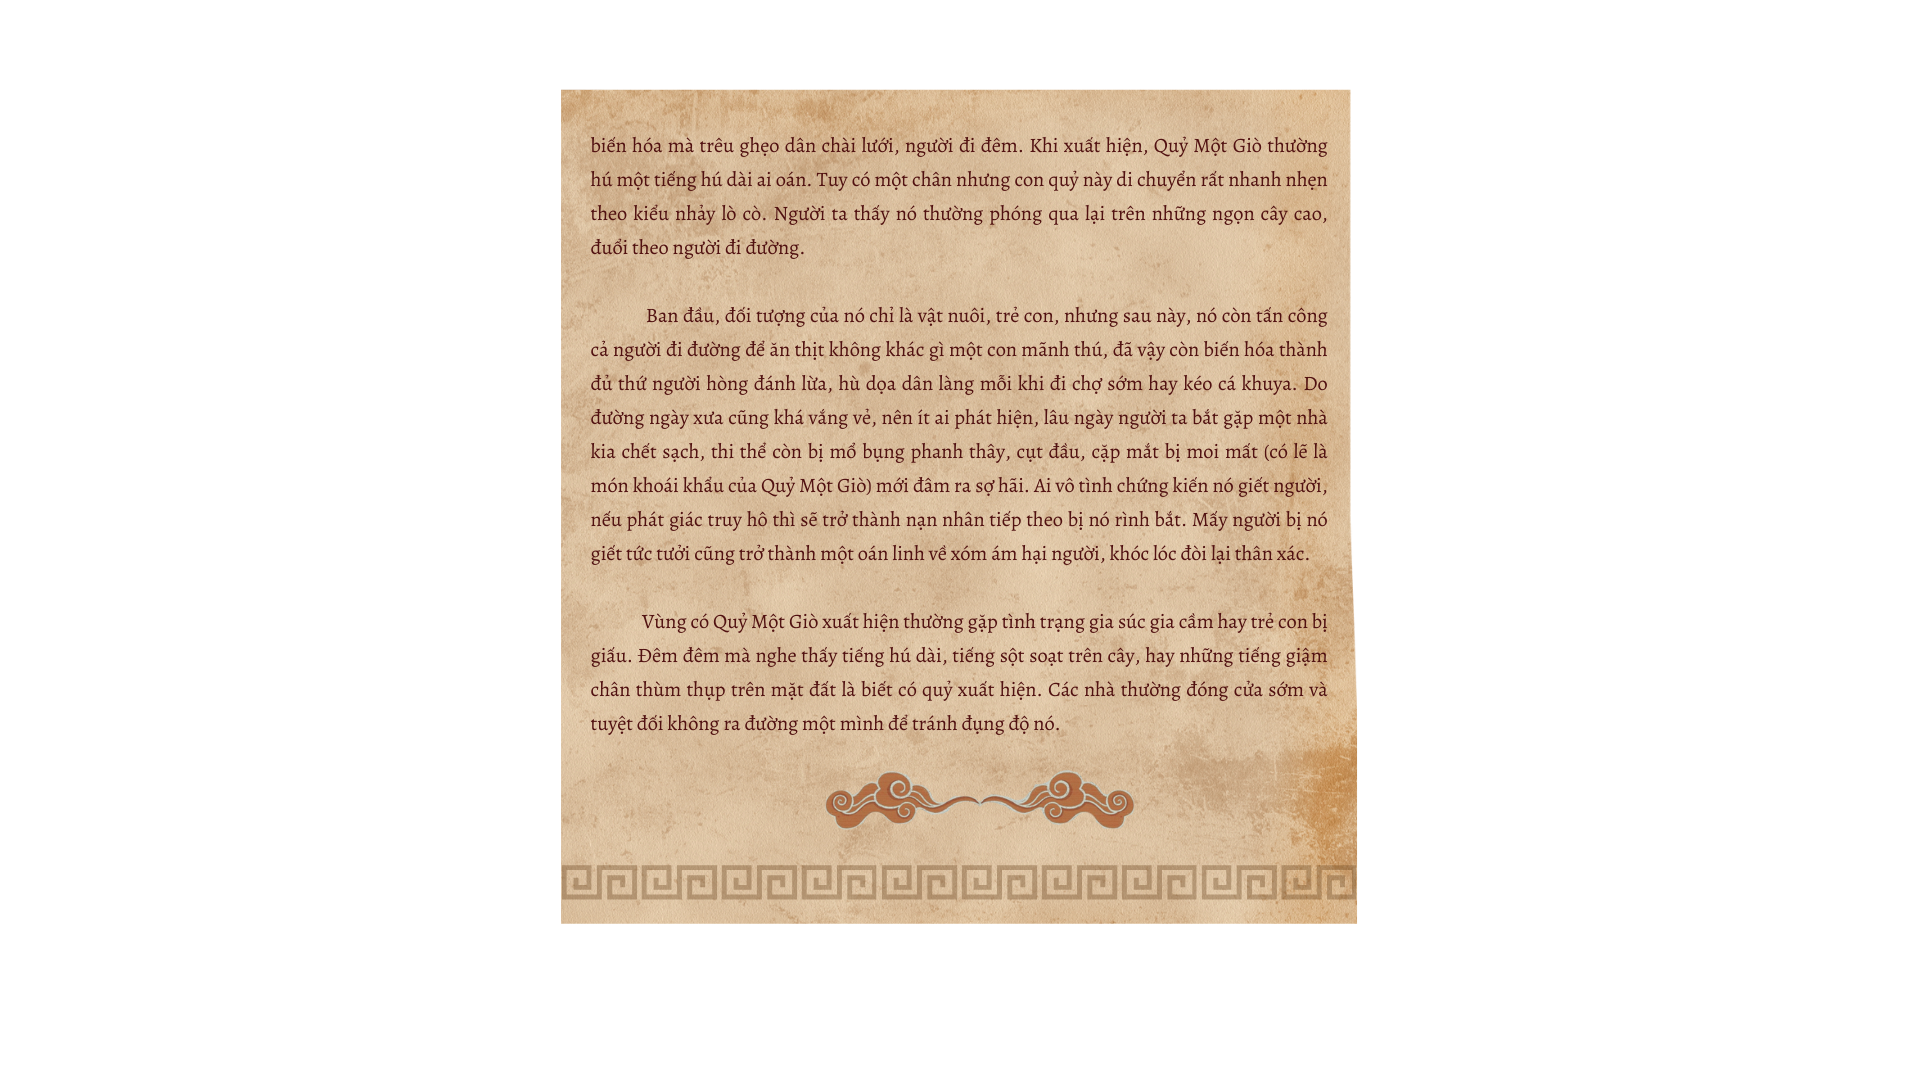 biến hóa mà trêu ghẹo dân chài lưới, người đi đêm. Khi xuất hiện, Quỷ Một Giò thường
hú một tiếng hú dài ai oán. Tuy có một chân nhưng con quỷ này di chuyển rất nhanh nhẹn
theo kiểu nhảy lò cò. Người ta thấy nó thường phóng qua lại trên những ngọn cây cao,
đuổi theo người đi đường.
Ban đầu, đối tượng của nó chỉ là vật nuôi, trẻ con, nhưng sau này, nó còn tấn công
cả người đi đường để ăn thịt không khác gì một con mãnh thú, đã vậy còn biến hóa thành
đủ thứ người hòng đánh lừa, hù dọa dân làng mỗi khi đi chợ sớm hay kéo cá khuya. Do
đường ngày xưa cũng khá vắng vẻ, nên ít ai phát hiện, lâu ngày người ta bắt gặp một nhà
kia chết sạch, thi thể còn bị mổ bụng phanh thây, cụt đầu, cặp mắt bị moi mất (có lẽ là
món khoái khẩu của Quỷ Một Giò) mới đâm ra sợ hãi. Ai vô tình chứng kiến nó giết người,
nếu phát giác truy hô thì sẽ trở thành nạn nhân tiếp theo bị nó rình bắt. Mấy người bị nó
giết tức tưởi cũng trở thành một oán linh về xóm ám hại người, khóc lóc đòi lại thân xác.
Vùng có Quỷ Một Giò xuất hiện thường gặp tình trạng gia súc gia cầm hay trẻ con bị
giấu. Đêm đêm mà nghe thấy tiếng hú dài, tiếng sột soạt trên cây, hay những tiếng giậm
chân thùm thụp trên mặt đất là biết có quỷ xuất hiện. Các nhà thường đóng cửa sớm và
tuyệt đối không ra đường một mình để tránh đụng độ nó.